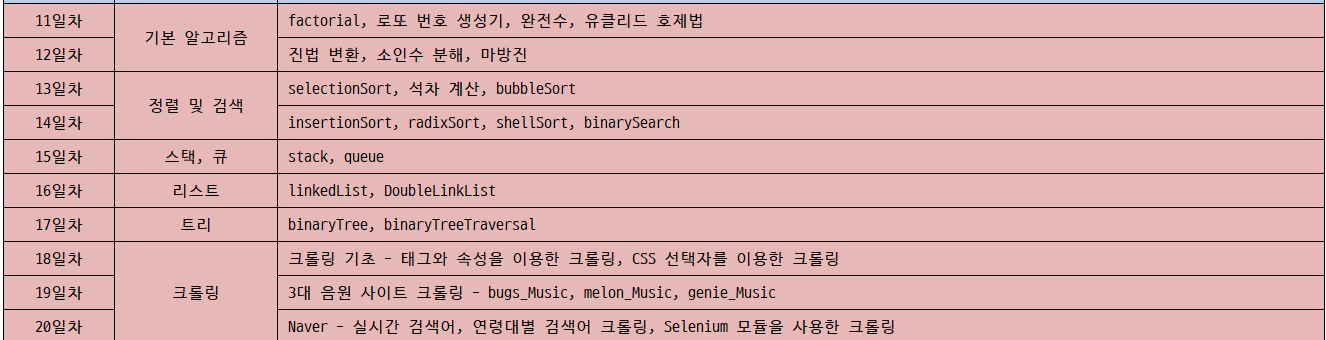 11일차 기본 알고리즘 factorial, 로또 번호 생성기, 완전수, 유클리드 호제법
12일차 진법 변환, 소인수 분해, 마방진
13일차 정렬 및 검색 selectionSort, 석차 계산, bubbleSort
14일차 insertionSort, radixSort, shellSort, binarySearch
15일차 스택, 큐 stack, queue
16일차 리스트 linkedList, DoubleLinkList
17일차 트리 binaryTree, binaryTreeTraversal
18일차 크롤링 크롤링 기초 - 태그와 속성을 이용한 크롤링, CSS 선택자를 이용한 크롤링
19일차 3대 음원 사이트 크롤링 - bugs_Music, melon_Music, genie_Music
20일차 Naver - 실시간 검색어, 연령대별 검색어 크롤링, Selenium 모듈을 사용한 크롤링